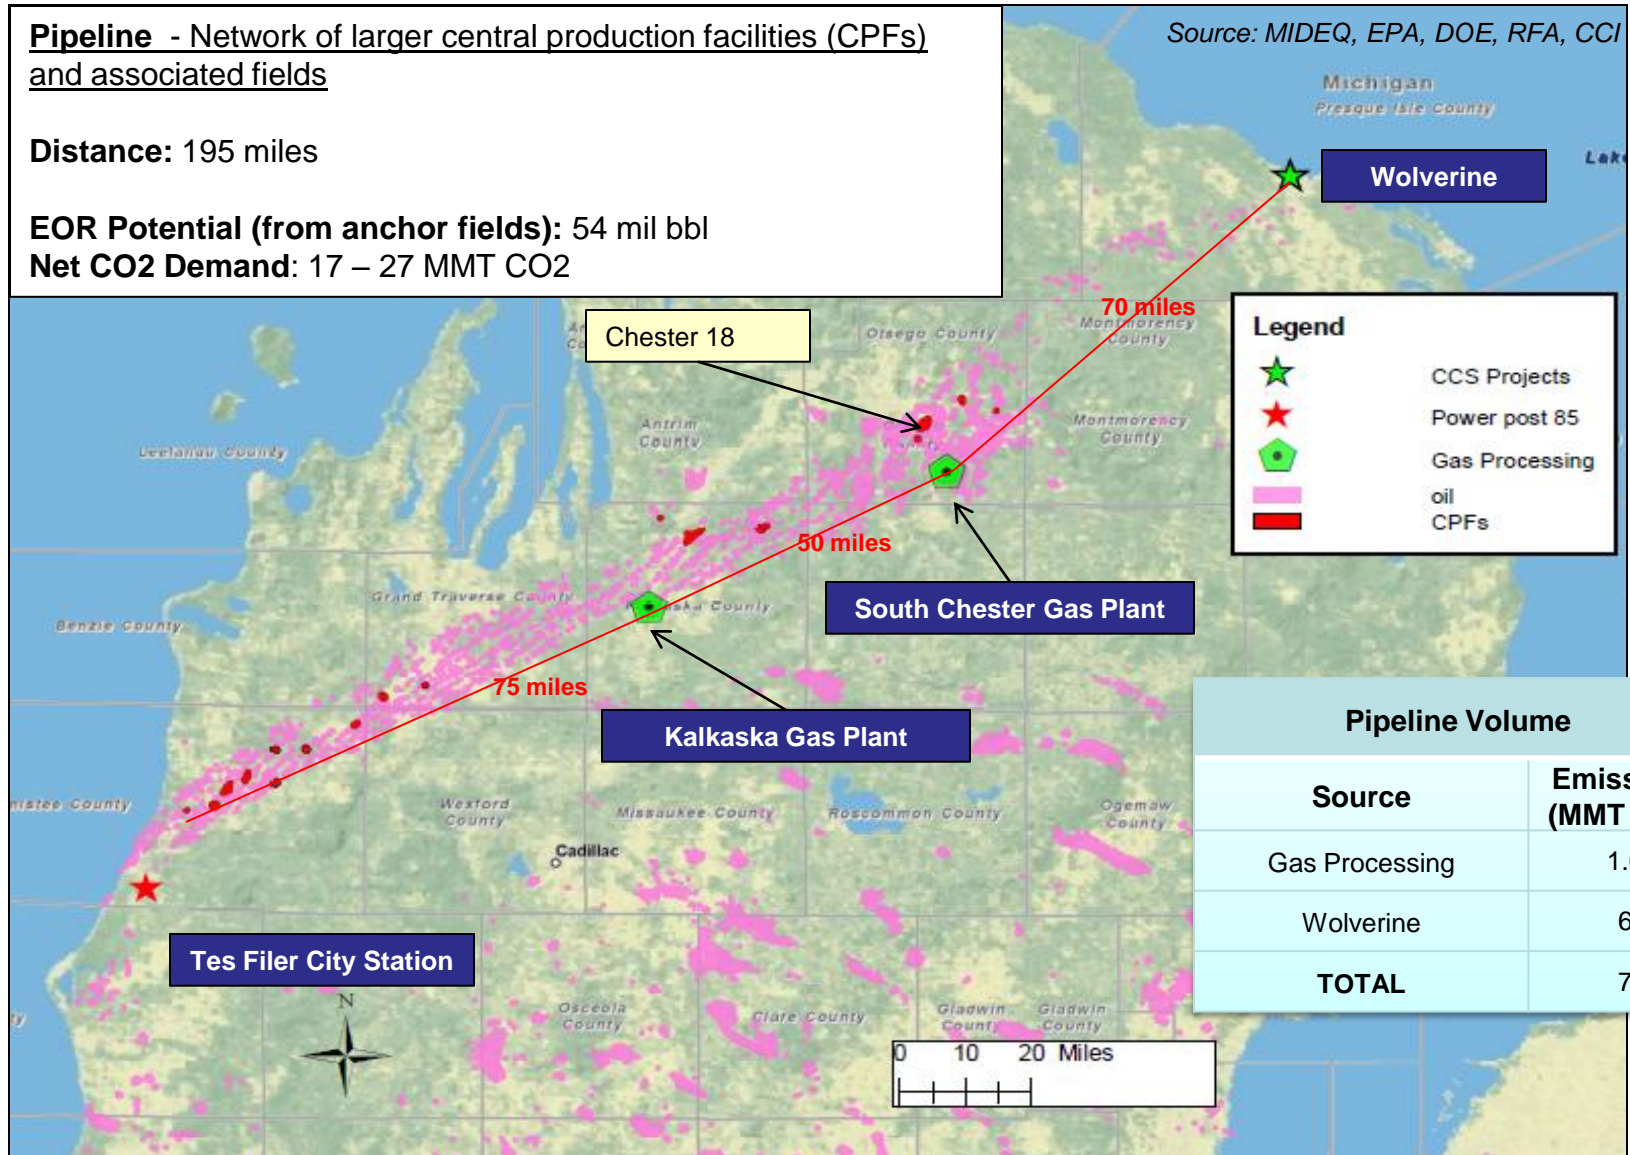 Pipeline - Network of larger central production facilities (CPFs)
and associated fields
Distance: 195 miles
EOR Potential (from anchor fields): 54 mil bbl
Net CO2 Demand: 17 – 27 MMT CO2
Source: MIDEQ, EPA, DOE, RFA, CCI
Michigan
Presque Isle County
Wolverine
70 miles
Chester 18
Otsego County
Montmorency
County
Legend
CCS Projects
Power post 85
Gas Processing
oil
CPFs
Antrim
County
Montmorency
County
Leelanau County
50 miles
South Chester Gas Plant
Grand Traverse County
Benzie County
75 miles
Kalkaska Gas Plant
Wexford
County
Missaukee County
Roscommon County
Ogemaw
County
Cadillac
Tes Filer City Station
N
Osceola
County
Clare County
Gladwin
County
Gladwin
County
0 10 20 Miles
Pipeline Volume
Source
(MMT
Gas Processing
1.
Wolverine
6
TOTAL
7